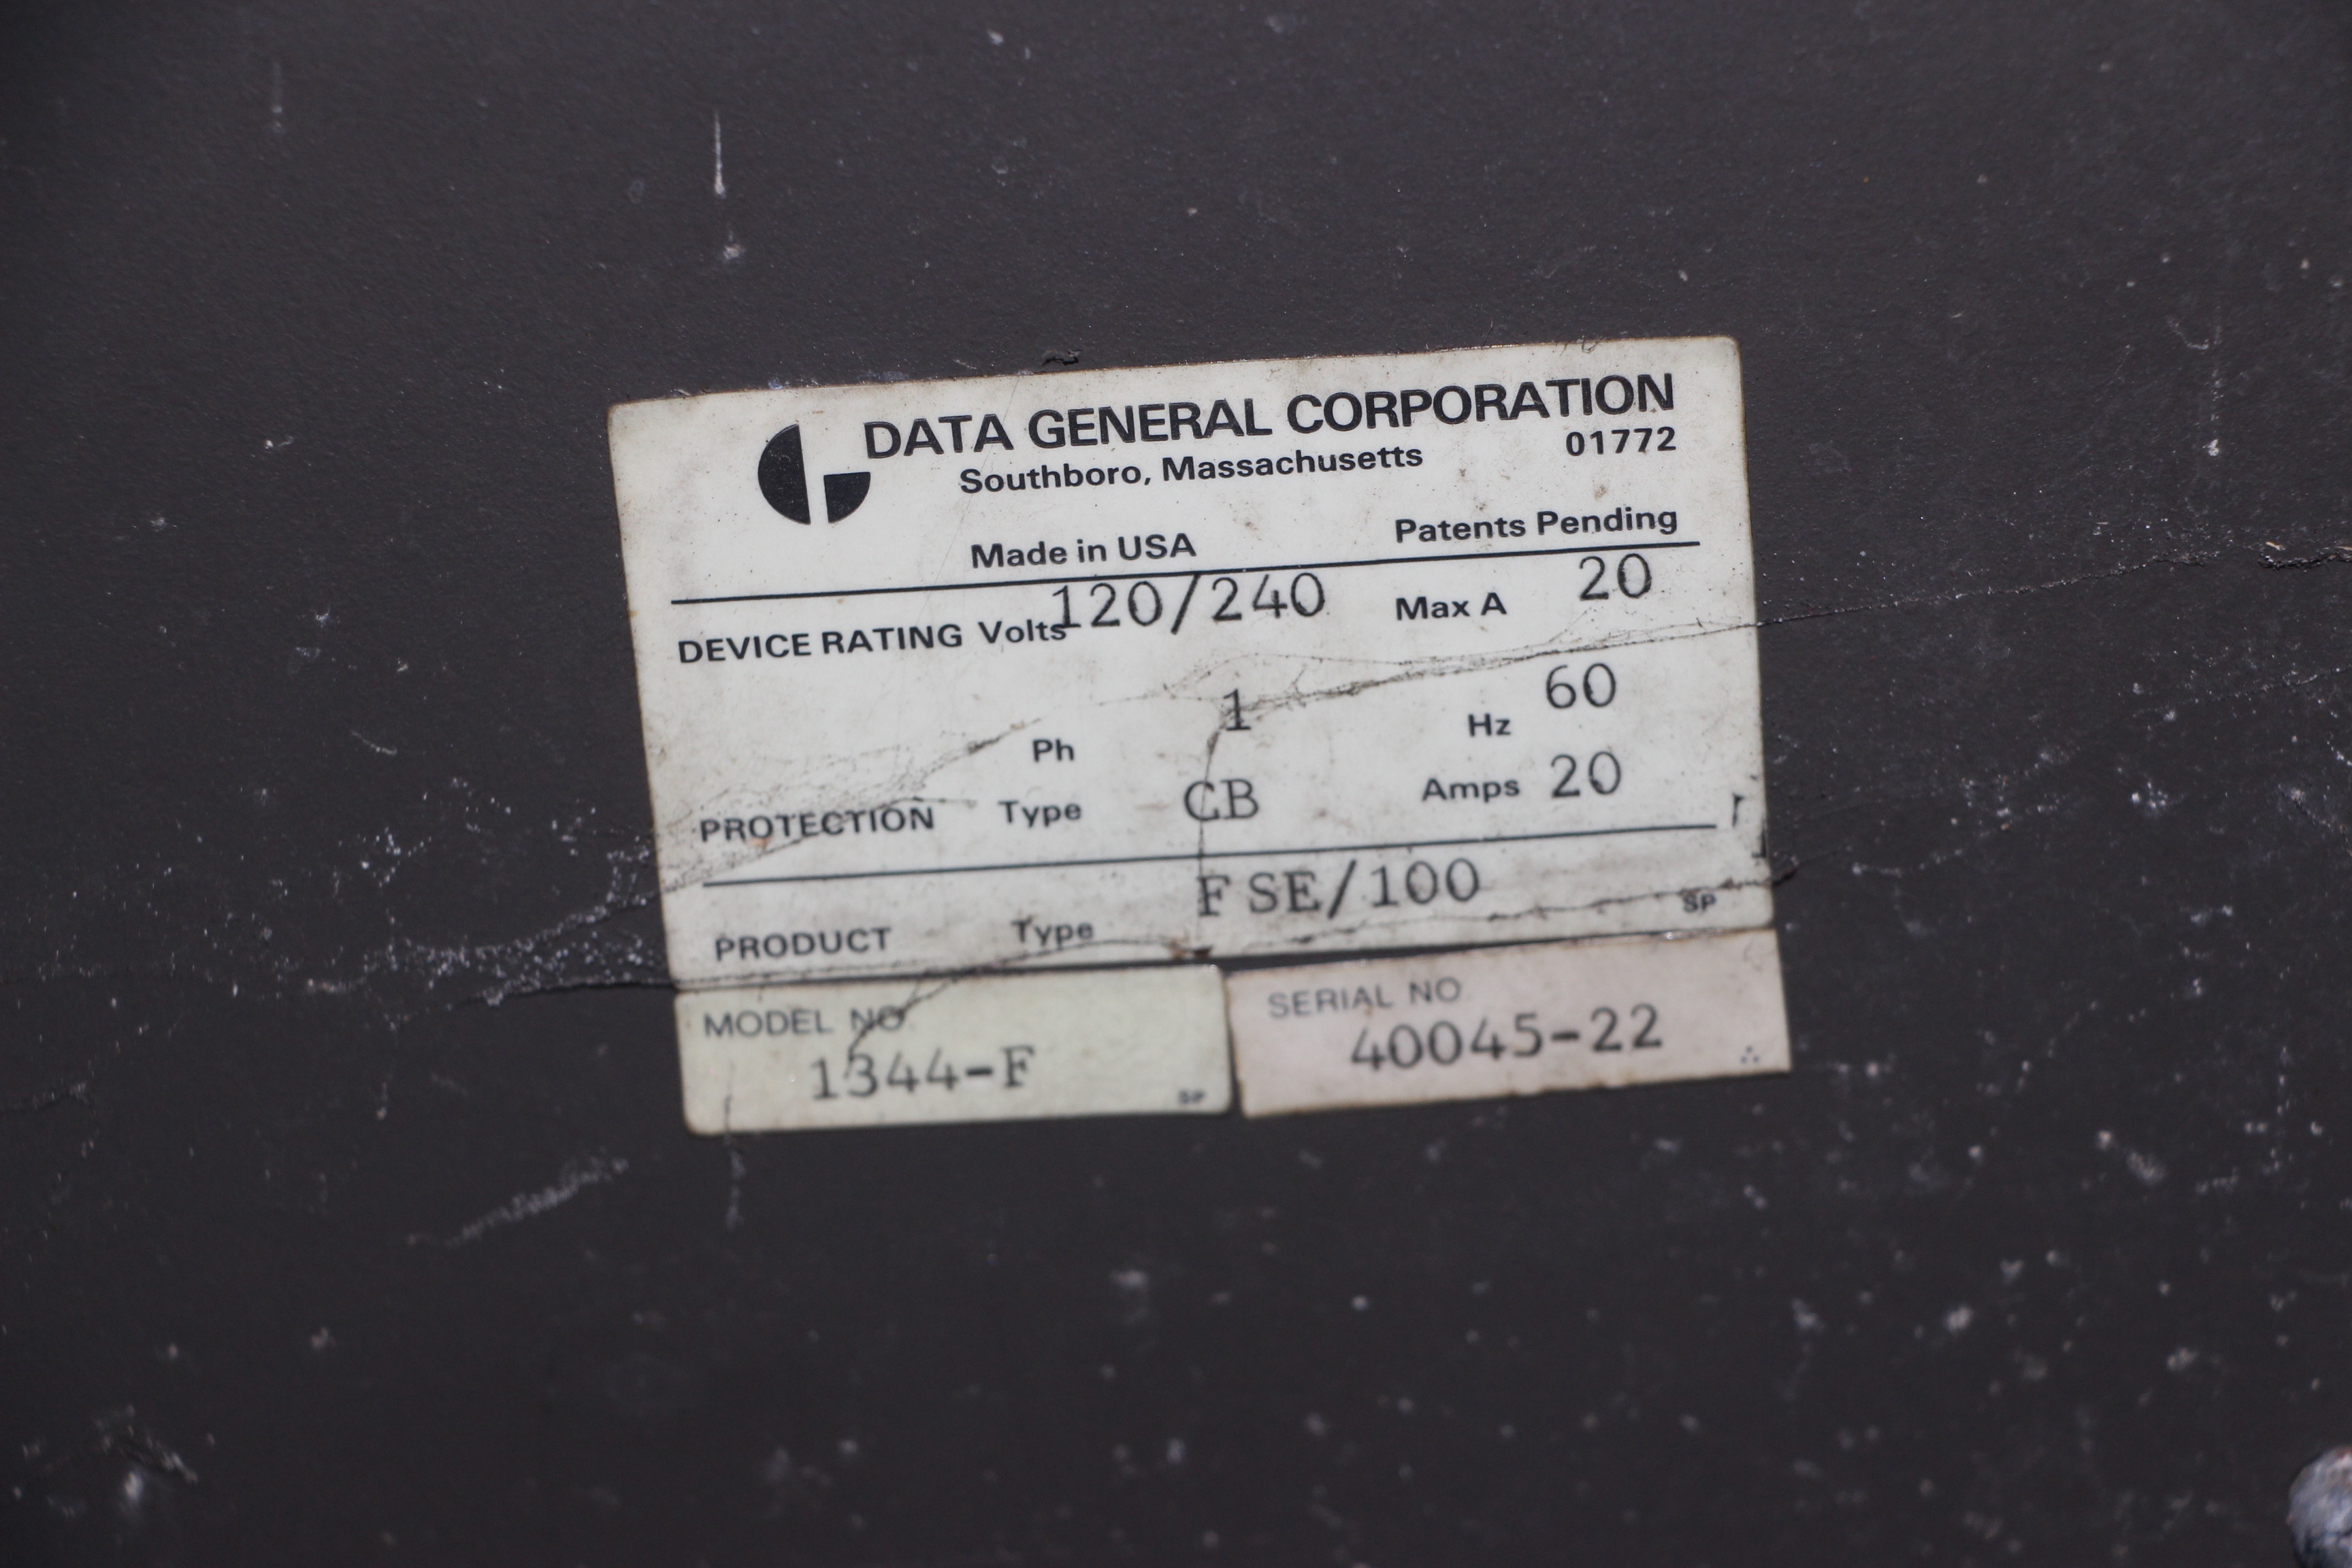 DATA GENERAL CORPORATION
Southboro, Massachusetts 01772
Made in USA Patents Pending
DEVICE RATING Volts 120/240 Max A 20
Ph 1 Hz 60
PROTECTION Type CB Amps 20
PRODUCT Type F SE/100
SP
MODEL NO
1344-F
SP
SERIAL NO
40045-22